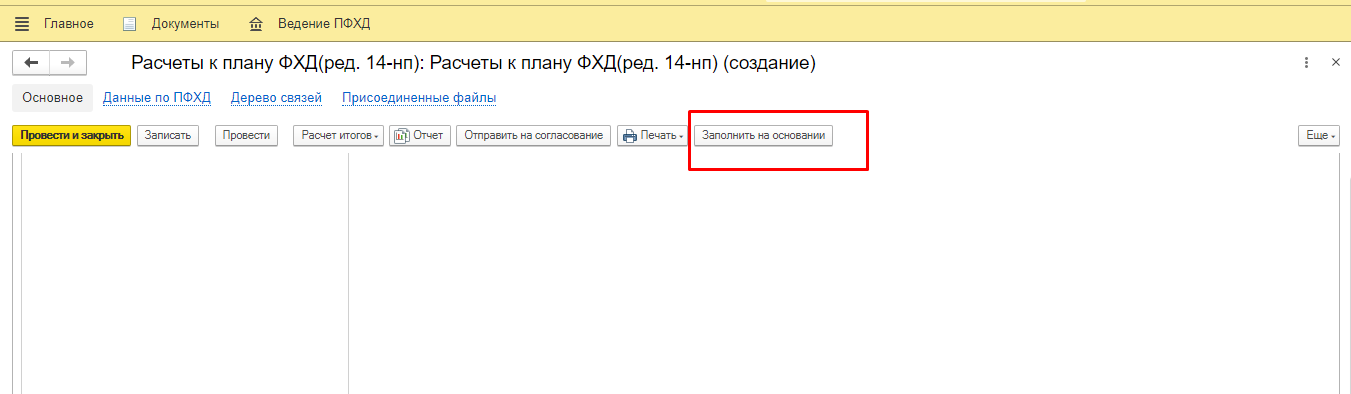 Главное Документы Ведение ПФХД
Расчеты к плану ФХД(ред. 14-нп): Расчеты к плану ФХД(ред. 14-нп) (создание)
Основное Данные по ПФХД Дерево связей Присоединенные файлы
Провести и закрыть Записать Провести Расчет итогов Отчет Отправить на согласование Печать Заполнить на основании Еще